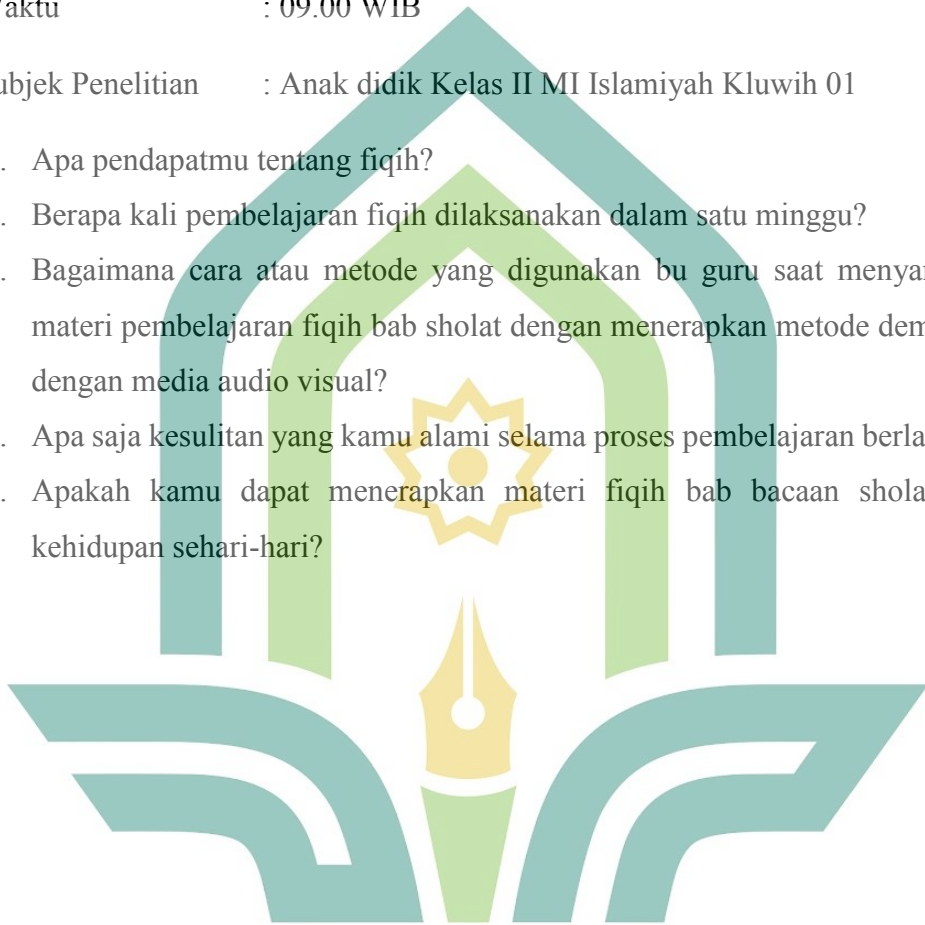 aktu : 09.00 WIB
ubjek Penelitian : Anak didik Kelas II MI Islamiyah Kluwih 01
. Apa pendapatmu tentang fiqih?
. Berapa kali pembelajaran fiqih dilaksanakan dalam satu minggu?
. Bagaimana cara atau metode yang digunakan bu guru saat menya
materi pembelajaran fiqih bab sholat dengan menerapkan metode dem
dengan media audio visual?
. Apa saja kesulitan yang kamu alami selama proses pembelajaran berla
. Apakah kamu dapat menerapkan materi fiqih bab bacaan shola
kehidupan sehari-hari?